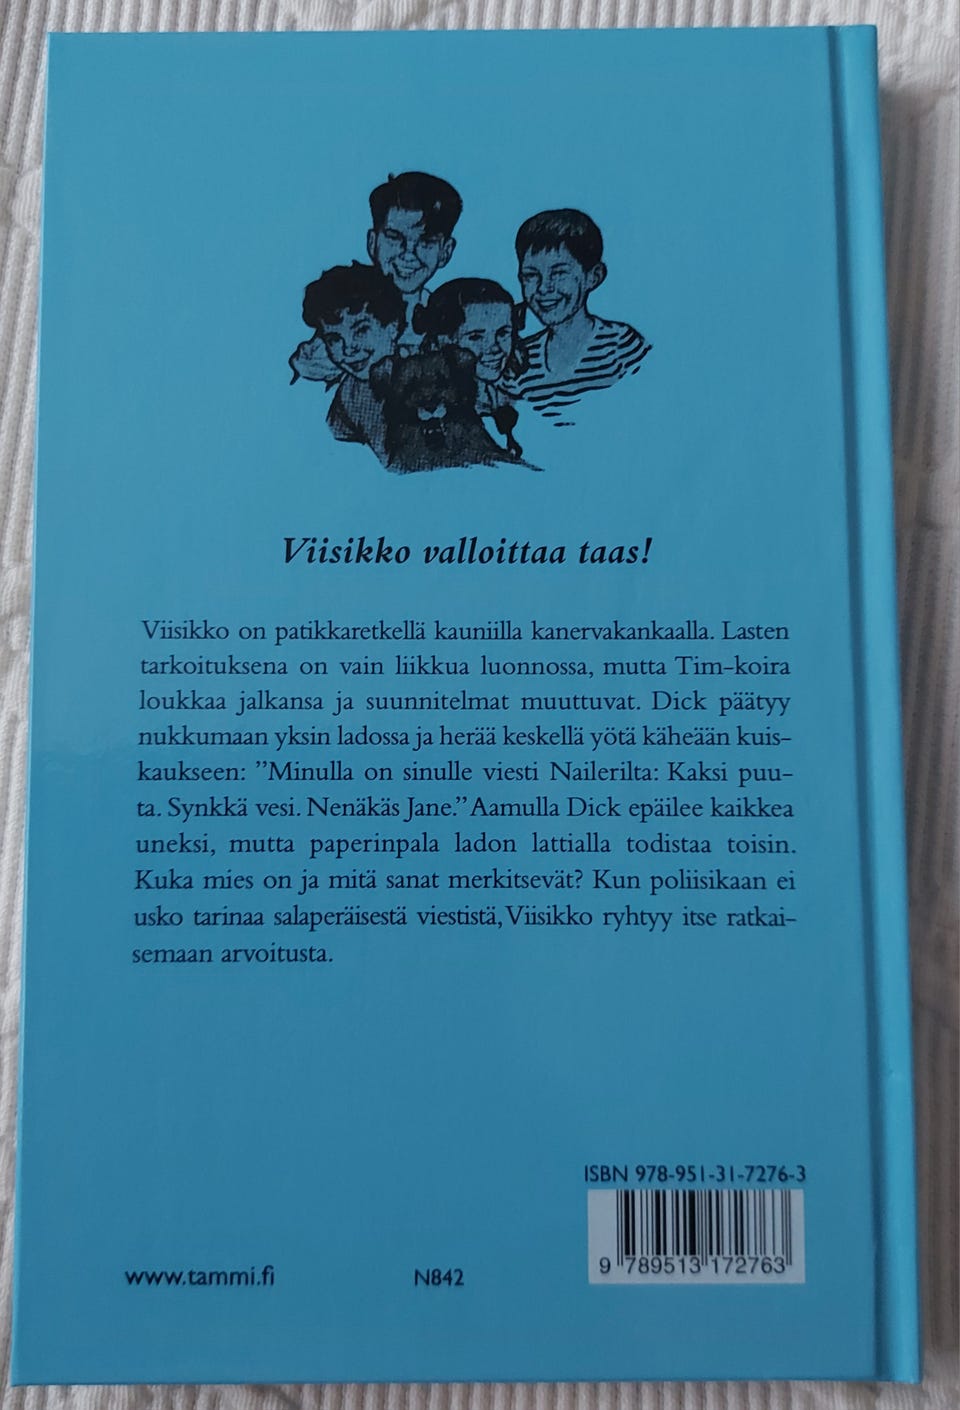 Viisikko valloittaa taas!
Viisikko on patikkaretkellä kauniilla kanervakankaalla. Lasten
tarkoituksena on vain liikkua luonnossa, mutta Tim-koira
loukkaa jalkansa ja suunnitelmat muuttuvat. Dick päätyy
nukkumaan yksin ladossa ja herää keskellä yötä käheään kuis-
kaukseen: ”Minulla on sinulle viesti Nailerilta: Kaksi puu-
ta. Synkkä vesi. Nenäkäs Jane.” Aamulla Dick epäilee kaikkea
uneksi, mutta paperinpala ladon lattialla todistaa toisin.
Kuka mies on ja mitä sanat merkitsevät? Kun poliisikaan ei
usko tarinaa salaperäisestä viestistä, Viisikko ryhtyy itse ratkai-
semaan arvoitusta.
ISBN 978-951-31-7276-3
9 789513 172763
www.tammi.fi
N842